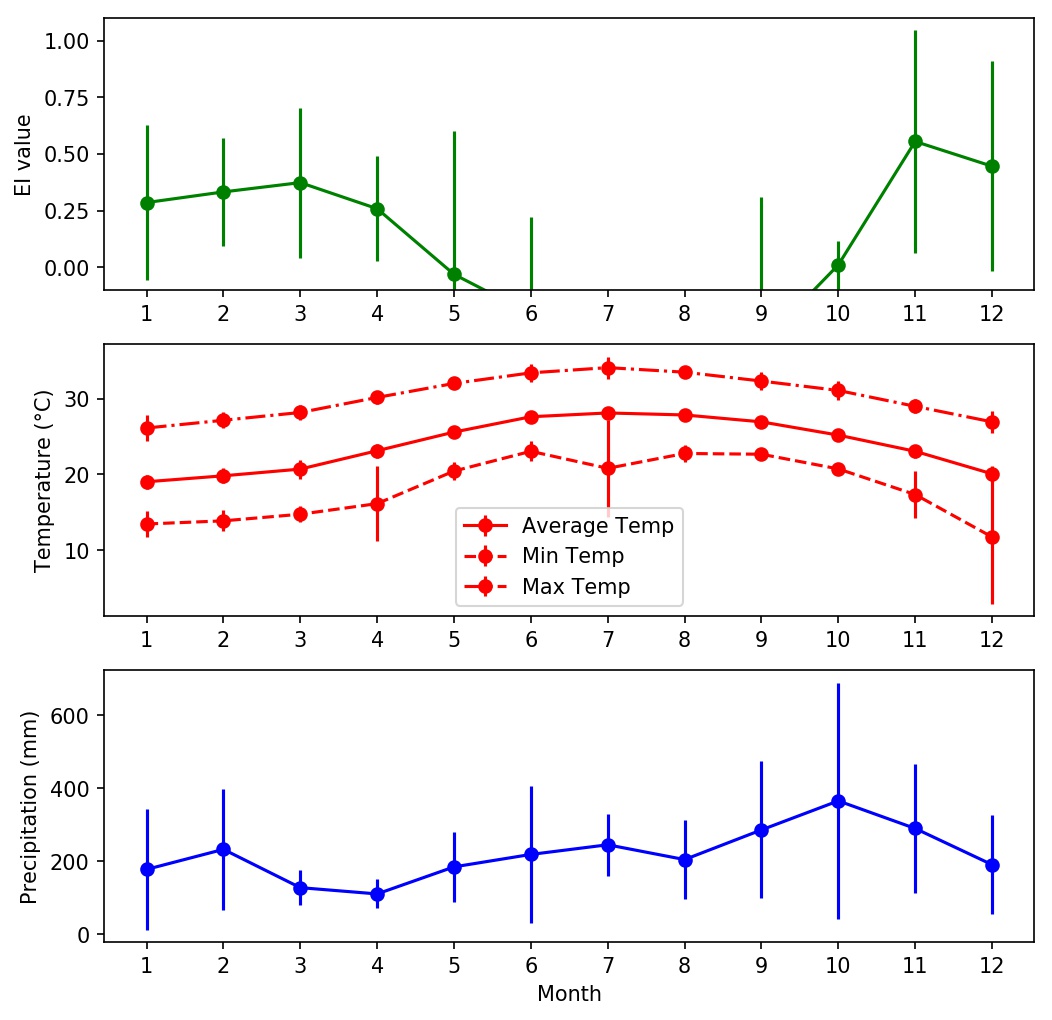 EI value
1.00
0.75
0.50
0.25
0.00
1 2 3 4 5 6 7 8 9 10 11 12
Temperature (°C)
30
20
10
Average Temp
Min Temp
Max Temp
1 2 3 4 5 6 7 8 9 10 11 12
Precipitation (mm)
600
400
200
0
1 2 3 4 5 6 7 8 9 10 11 12
Month